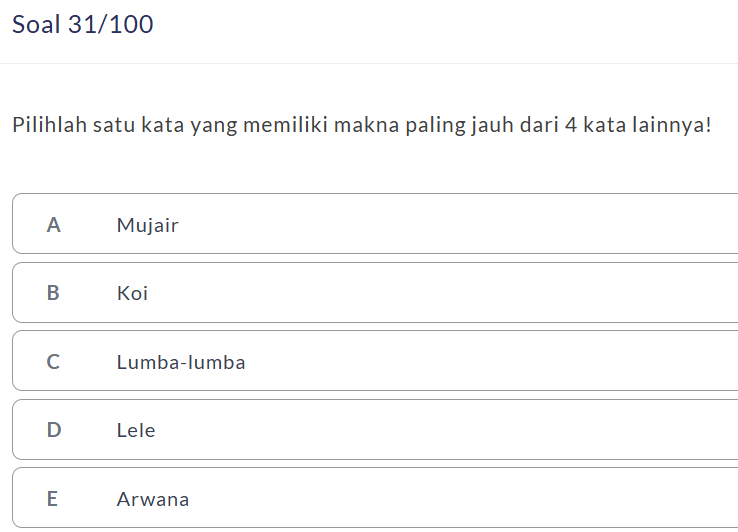 Soal 31/100
Pilihlah satu kata yang memiliki makna paling jauh dari 4 kata lainnya!
A Mujair
B Koi
C Lumba-lumba
D Lele
E Arwana